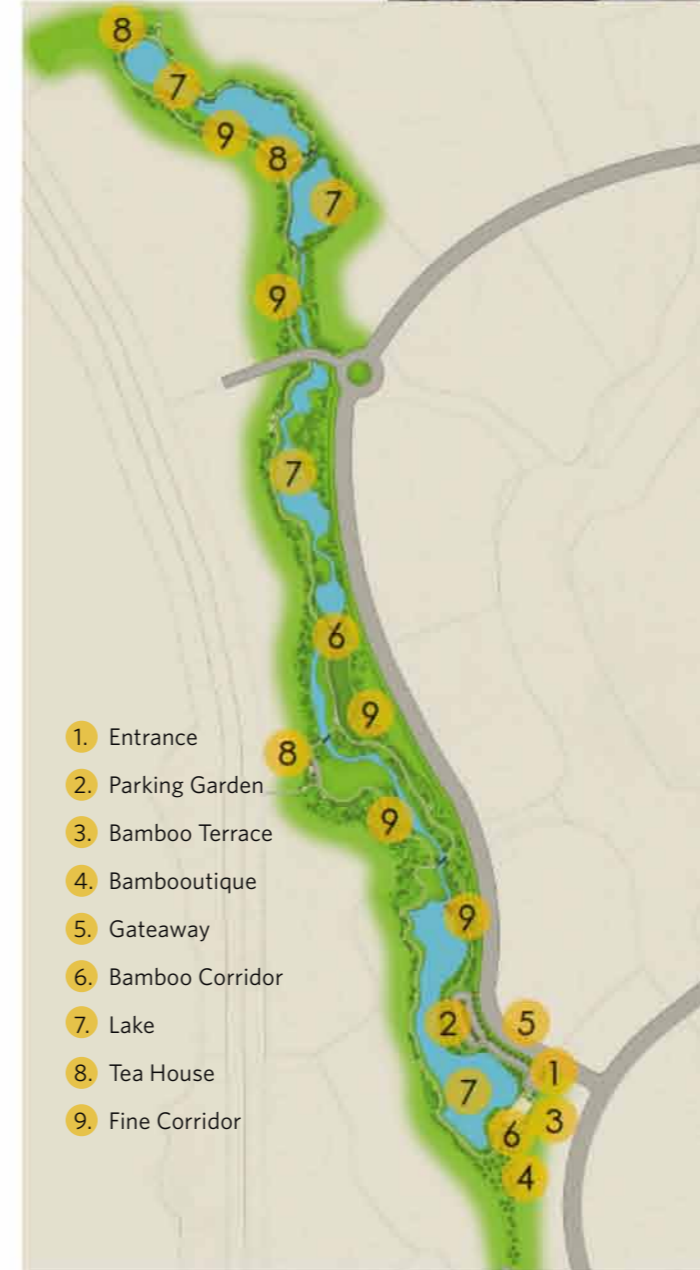 8
7
9
8
7
9
7
6
9
8
9
9
2
5
1
7
3
6
4
1. Entrance
2. Parking Garden
3. Bamboo Terrace
4. Bambooutique
5. Gateaway
6. Bamboo Corridor
7. Lake
8. Tea House
9. Fine Corridor